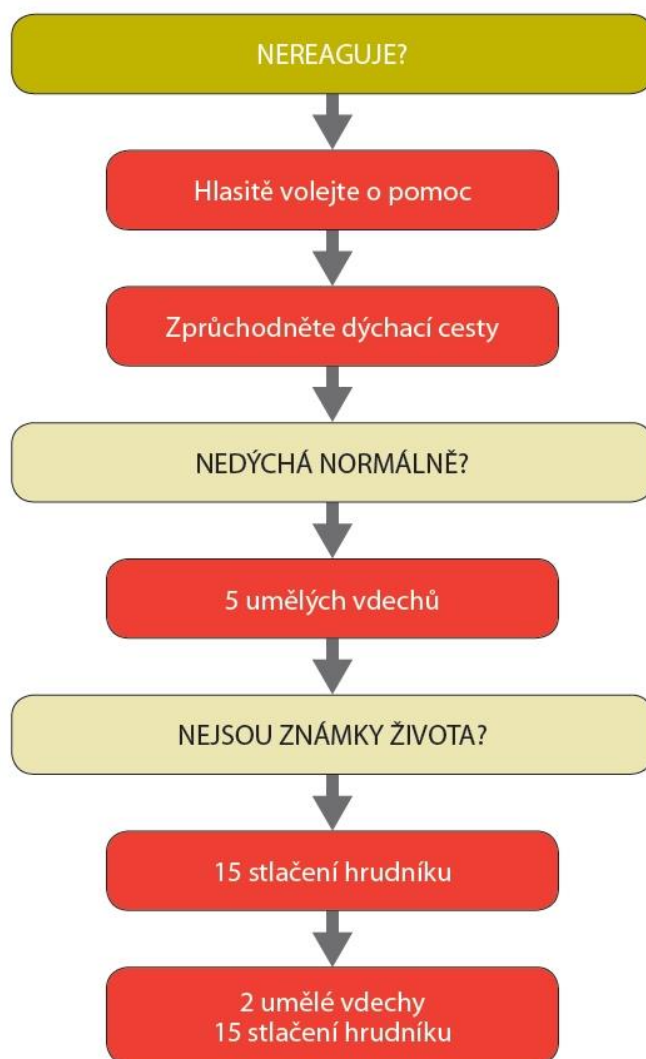 NEREAGUJE?
Hlasitě volejte o pomoc
Zprůchodněte dýchací cesty
NEDÝCHÁ NORMÁLNĚ?
5 umělých vdechů
NEJSOU ZNÁMKY ŽIVOTA?
15 stlačení hrudníku
2 umělé vdechy
15 stlačení hrudníku